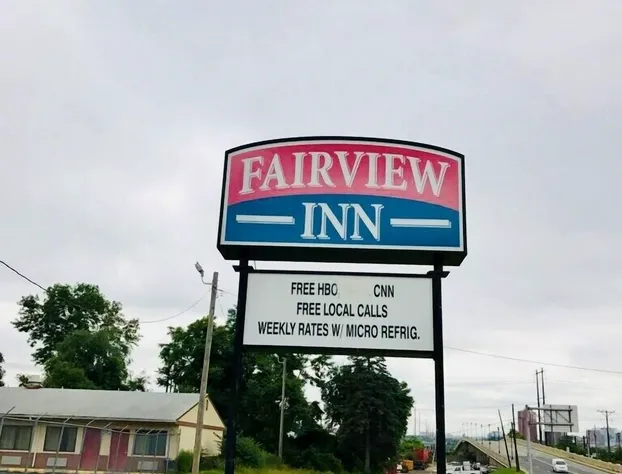 FAIRVIEW
INN
FREE HBO, CNN
FREE LOCAL CALLS
WEEKLY RATES W/ MICRO REFRIG.